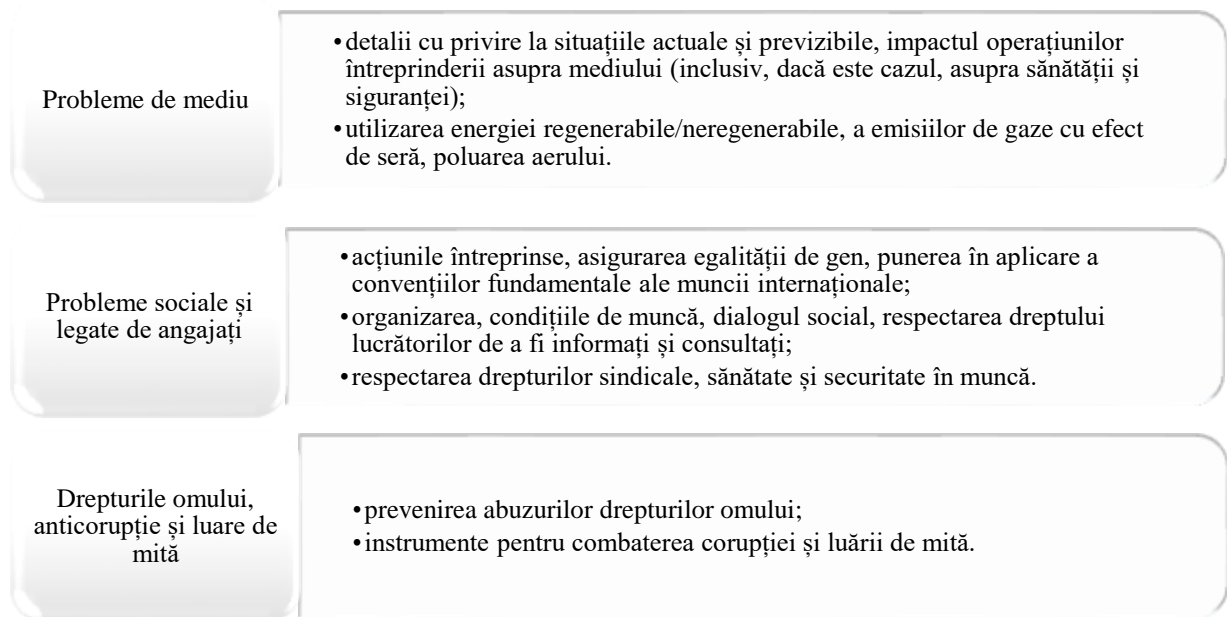 Probleme de mediu
•detalii cu privire la situațiile actuale și previzibile, impactul operațiunilor
întreprinderii asupra mediului (inclusiv, dacă este cazul, asupra sănătății și
siguranței);
•utilizarea energiei regenerabile/neregenerabile, a emisiilor de gaze cu efect
de seră, poluarea aerului.
Probleme sociale și
legate de angajați
•acțiunile întreprinse, asigurarea egalității de gen, punerea în aplicare a
convențiilor fundamentale ale muncii internaționale;
•organizarea, condițiile de muncă, dialogul social, respectarea dreptului
lucrătorilor de a fi informați și consultați;
•respectarea drepturilor sindicale, sănătate și securitate în muncă.
Drepturile omului,
anticorupție și luare de
mită
•prevenirea abuzurilor drepturilor omului;
•instrumente pentru combaterea corupției și luării de mită.